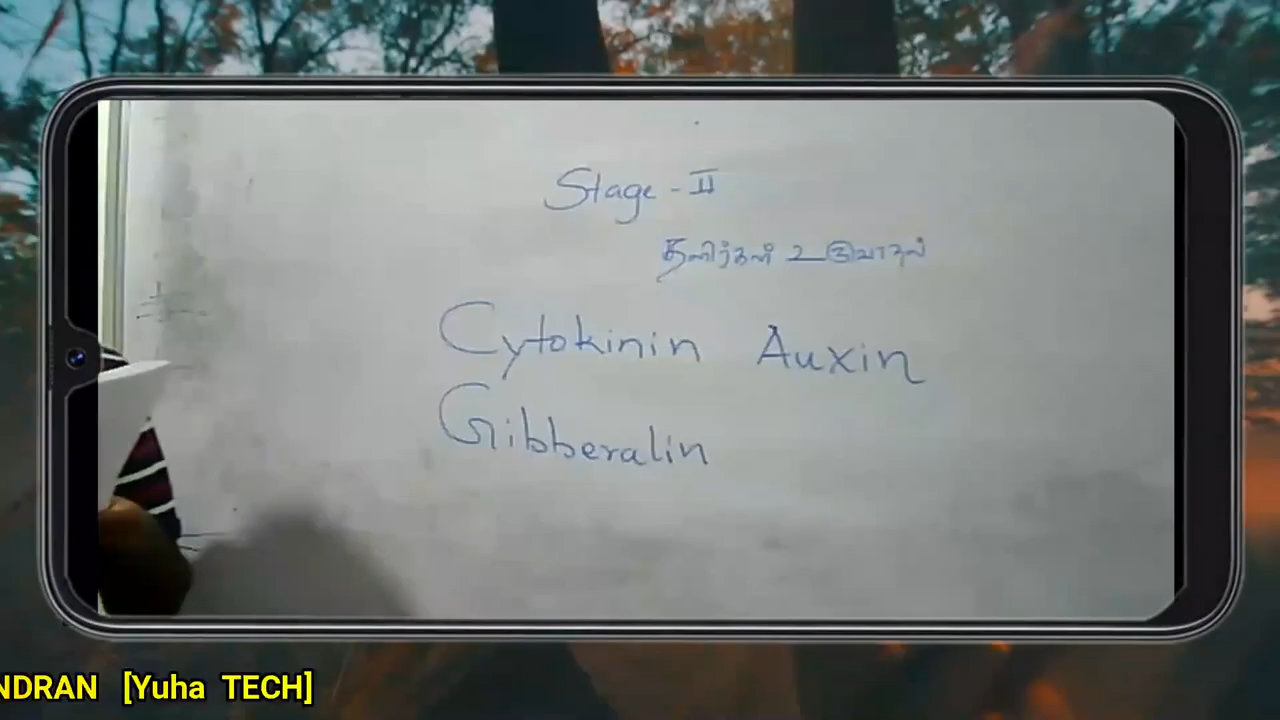 Stage - II
தளிர்கள் உருவாதல்
Cytokinin Auxin
Gibberalin
NDRAN [Yuha TECH]